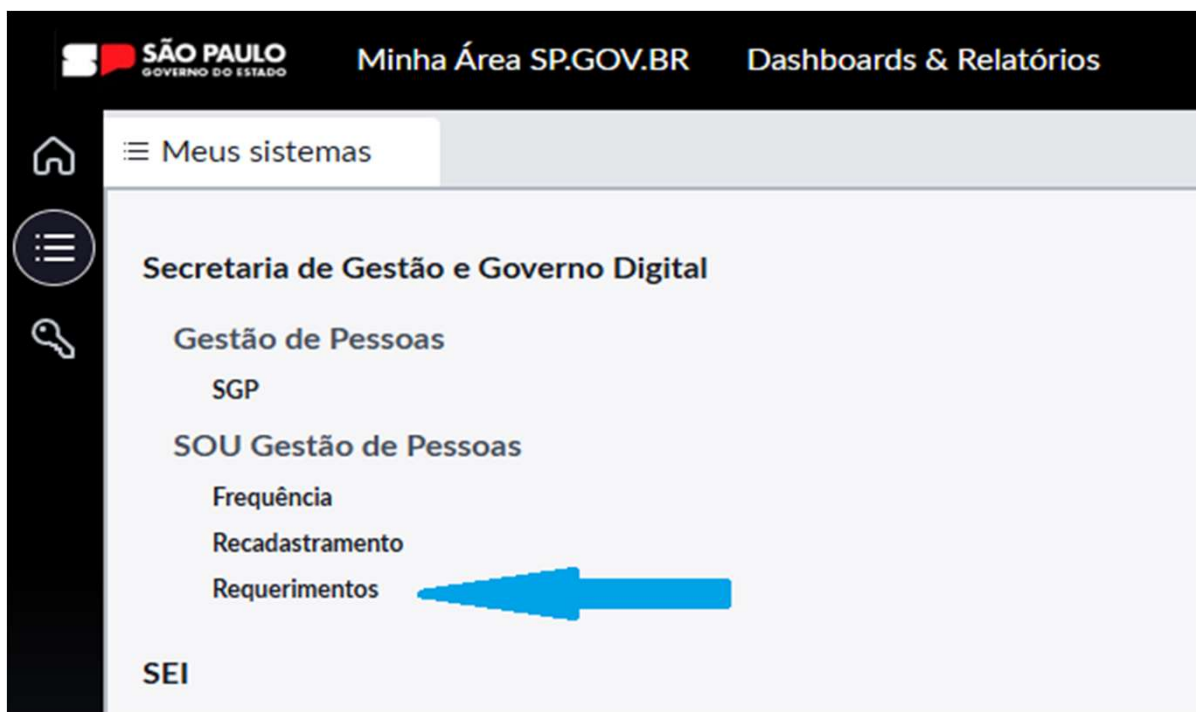 SÃO PAULO
GOVERNO DO ESTADO
Minha Área SP.GOV.BR
Dashboards & Relatórios
Meus sistemas
Secretaria de Gestão e Governo Digital
Gestão de Pessoas
SGP
SOU Gestão de Pessoas
Frequência
Recadastramento
Requerimentos
SEI